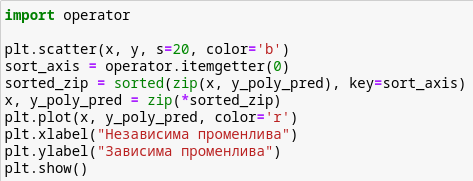 import operator

plt.scatter(x, y, s=20, color='b')
sort_axis = operator.itemgetter(0)
sorted_zip = sorted(zip(x, y_poly_pred), key=sort_axis)
x, y_poly_pred = zip(*sorted_zip)
plt.plot(x, y_poly_pred, color='r')
plt.xlabel("Независима променлива")
plt.ylabel("Зависима променлива")
plt.show()